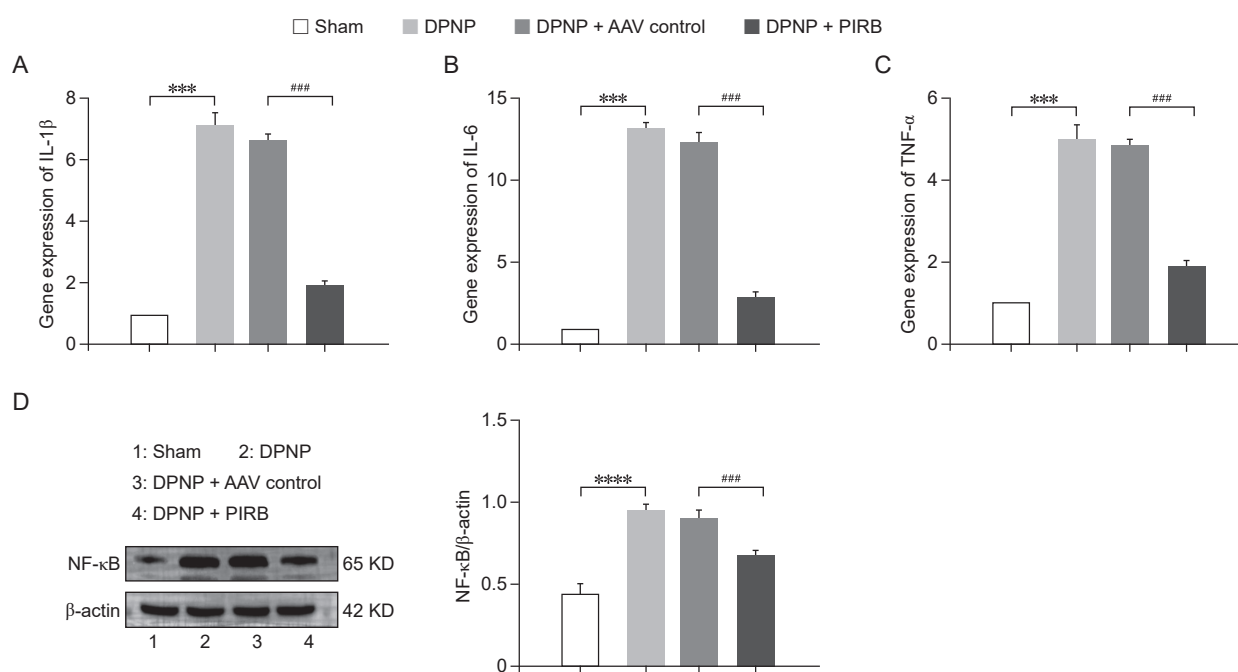 Sham DPNP DPNP + AAV control DPNP + PIRB
A
Gene expression of IL-1β
8
6
4
2
0
***
###
B
Gene expression of IL-6
15
10
5
0
***
###
C
Gene expression of TNF-α
6
4
2
0
***
###
D
1: Sham 2: DPNP
3: DPNP + AAV control
4: DPNP + PIRB
NF-κB 65 KD
β-actin 42 KD
1 2 3 4
NF-κB/β-actin
1.5
1.0
0.5
0
****
###